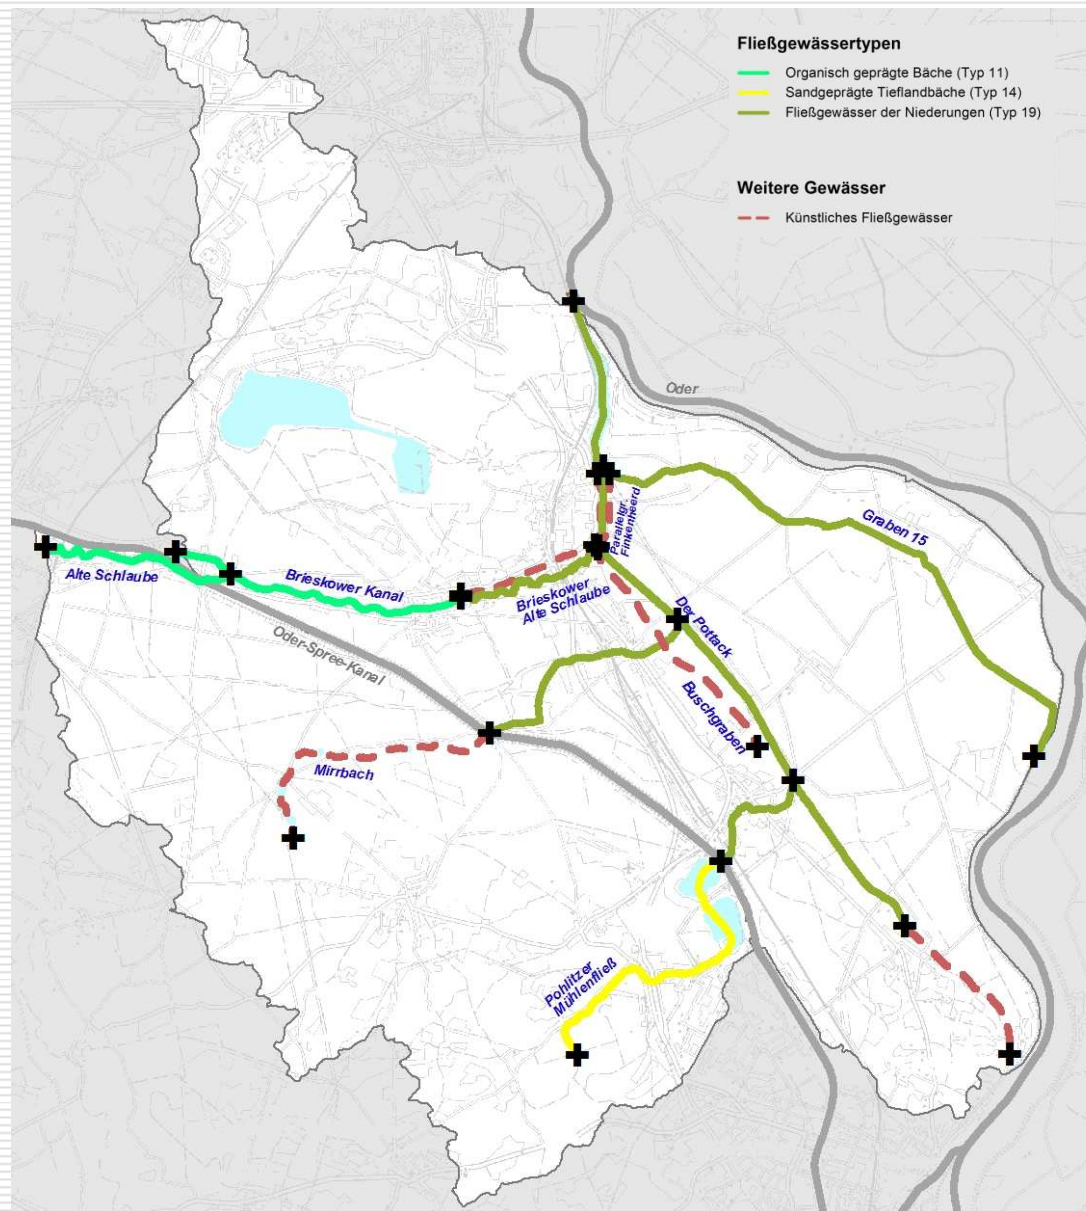 Fließgewässertypen
Organisch geprägte Bäche (Typ 11)
Sandgeprägte Tieflandbäche (Typ 14)
Fließgewässer der Niederungen (Typ 19)
Weitere Gewässer
Künstliches Fließgewässer
Oder
Graben 15
Parallelgr.
Finkenheerd
Alte Schlaube
Brieskower Kanal
Brieskower
Alte Schlaube
Der Pottack
Oder-Spree-Kanal
Buschgraben
Mirrbach
Pohlitzer
Mühlenfließ